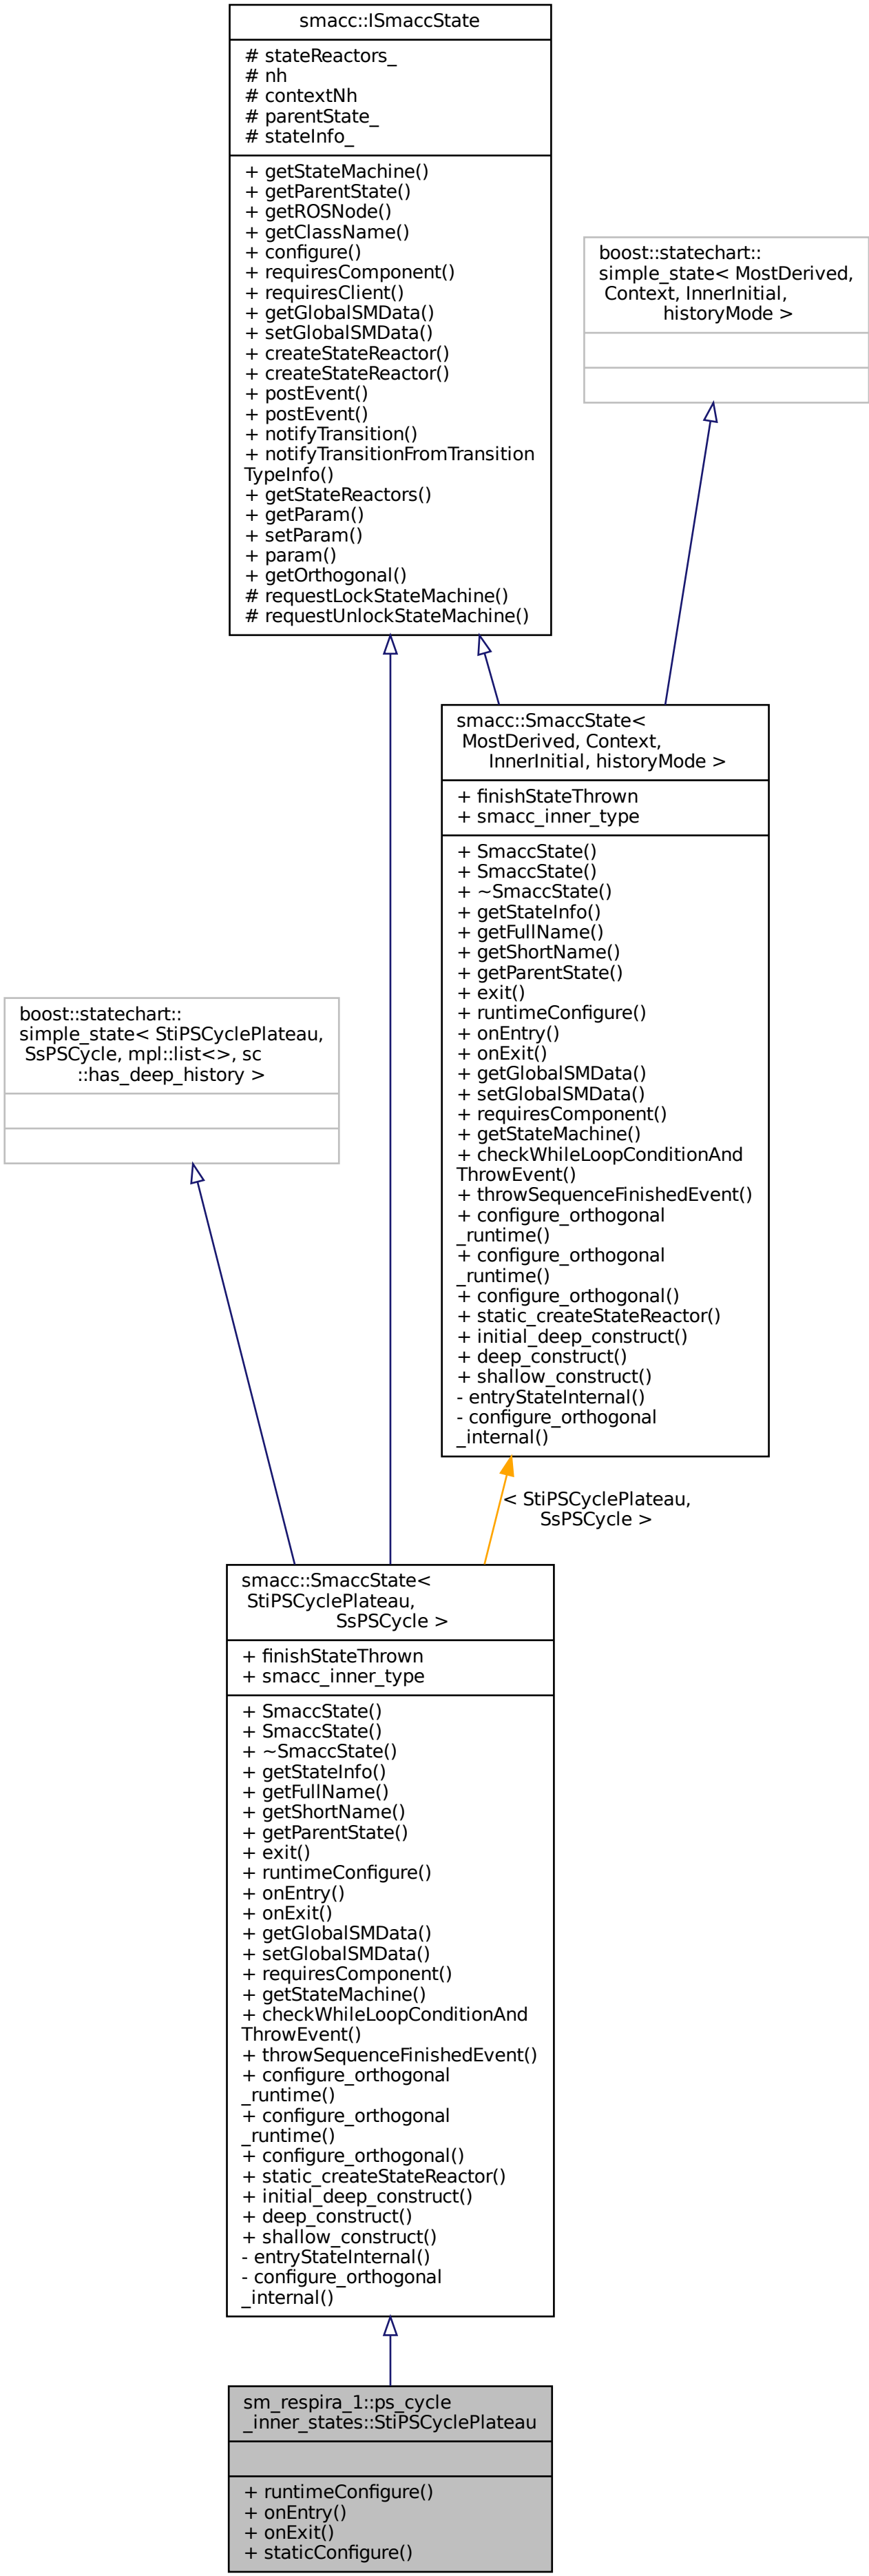 smacc::ISmaccState
# stateReactors_
# nh
# contextNh
# parentState_
# stateInfo_
+ getStateMachine()
+ getParentState()
+ getROSNode()
+ getClassName()
+ configure()
+ requiresComponent()
+ requiresClient()
+ getGlobalSMData()
+ setGlobalSMData()
+ createStateReactor()
+ createStateReactor()
+ postEvent()
+ postEvent()
+ notifyTransition()
+ notifyTransitionFromTransition
TypeInfo()
+ getStateReactors()
+ getParam()
+ setParam()
+ param()
+ getOrthogonal()
# requestLockStateMachine()
# requestUnlockStateMachine()
boost::statechart::
simple_state< MostDerived,
Context, InnerInitial,
historyMode >
smacc::SmaccState<
MostDerived, Context,
InnerInitial, historyMode >
+ finishStateThrown
+ smacc_inner_type
+ SmaccState()
+ SmaccState()
+ ~SmaccState()
+ getStateInfo()
+ getFullName()
+ getShortName()
+ getParentState()
+ exit()
+ runtimeConfigure()
+ onEntry()
+ onExit()
+ getGlobalSMData()
+ setGlobalSMData()
+ requiresComponent()
+ getStateMachine()
+ checkWhileLoopConditionAnd
ThrowEvent()
+ throwSequenceFinishedEvent()
+ configure_orthogonal
_runtime()
+ configure_orthogonal
_runtime()
+ configure_orthogonal()
+ static_createStateReactor()
+ initial_deep_construct()
+ deep_construct()
+ shallow_construct()
- entryStateInternal()
- configure_orthogonal
_internal()
boost::statechart::
simple_state< StiPSCyclePlateau,
SsPSCycle, mpl::list<>, sc
::has_deep_history >
< StiPSCyclePlateau,
SsPSCycle >
smacc::SmaccState<
StiPSCyclePlateau,
SsPSCycle >
+ finishStateThrown
+ smacc_inner_type
+ SmaccState()
+ SmaccState()
+ ~SmaccState()
+ getStateInfo()
+ getFullName()
+ getShortName()
+ getParentState()
+ exit()
+ runtimeConfigure()
+ onEntry()
+ onExit()
+ getGlobalSMData()
+ setGlobalSMData()
+ requiresComponent()
+ getStateMachine()
+ checkWhileLoopConditionAnd
ThrowEvent()
+ throwSequenceFinishedEvent()
+ configure_orthogonal
_runtime()
+ configure_orthogonal
_runtime()
+ configure_orthogonal()
+ static_createStateReactor()
+ initial_deep_construct()
+ deep_construct()
+ shallow_construct()
- entryStateInternal()
- configure_orthogonal
_internal()
sm_respira_1::ps_cycle
_inner_states::StiPSCyclePlateau
+ runtimeConfigure()
+ onEntry()
+ onExit()
+ staticConfigure()